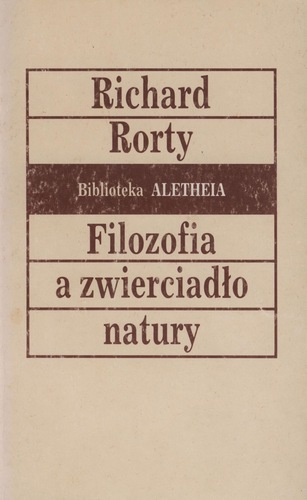 Richard
Rorty
Biblioteka ALETHEIA
Filozofia
a zwierciadło
natury